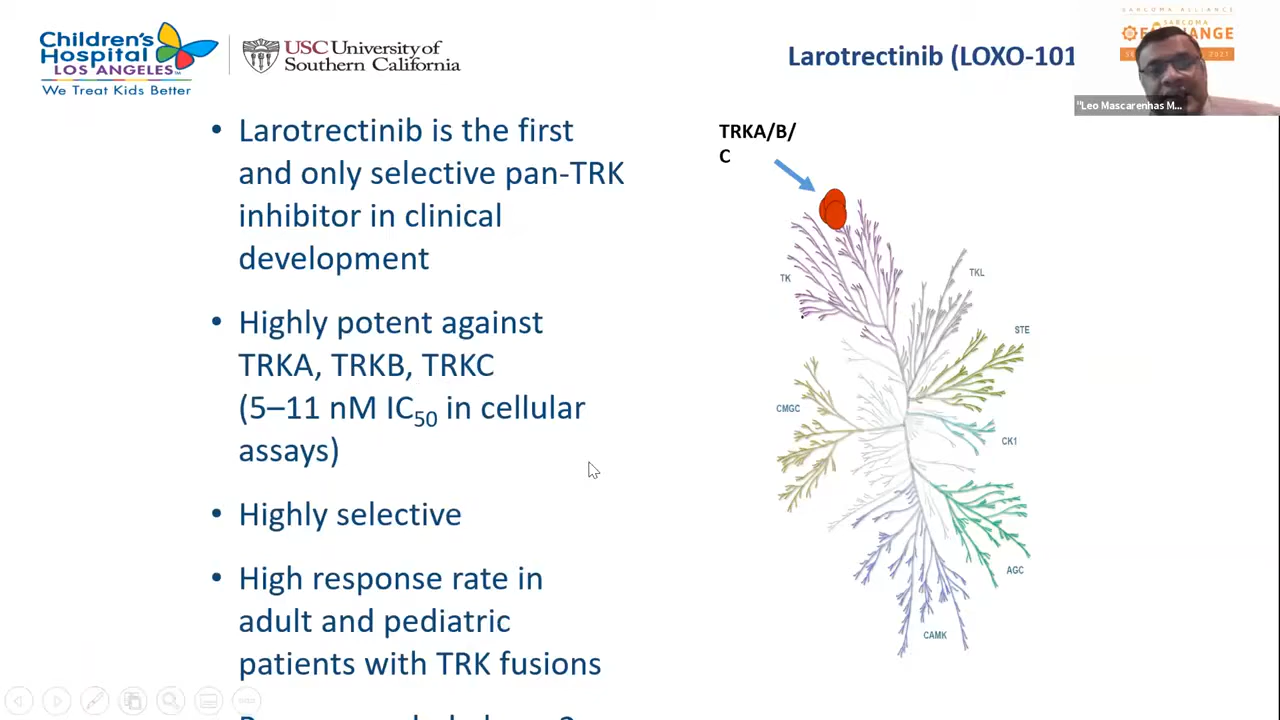 Children's
Hospital
LOS ANGELES
We Treat Kids Better
USC University of
Southern California
Larotrectinib (LOXO-101
SARCOMA ALLIANCE
SARCOMA
"Leo Mascarenhas M...
• Larotrectinib is the first
and only selective pan-TRK
inhibitor in clinical
development
• Highly potent against
TRKA, TRKB, TRKC
(5–11 nM IC50 in cellular
assays)
• Highly selective
• High response rate in
adult and pediatric
patients with TRK fusions
TRKA/B/
C
TK
TKL
STE
CMGC
CK1
AGC
CAMK